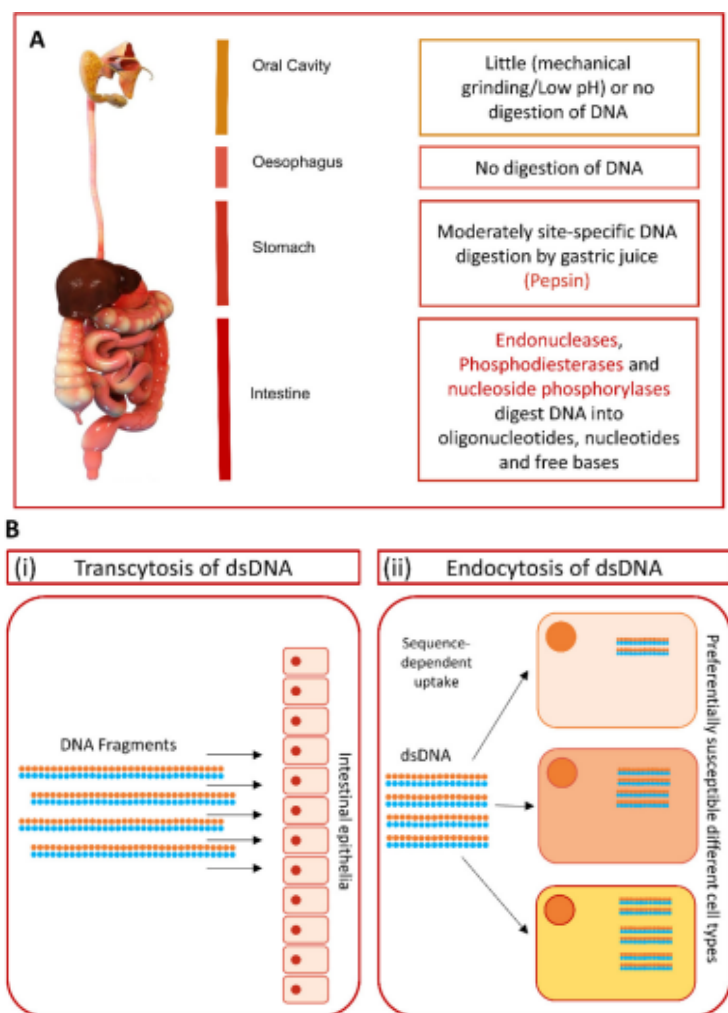 A
Oral Cavity
Little (mechanical
grinding/Low pH) or no
digestion of DNA
Oesophagus
No digestion of DNA
Stomach
Moderately site-specific DNA
digestion by gastric juice
(Pepsin)
Intestine
Endonucleases,
Phosphodiesterases and
nucleoside phosphorylases
digest DNA into
oligonucleotides, nucleotides
and free bases
B
(i) Transcytosis of dsDNA
DNA Fragments
Intestinal epithelia
(ii) Endocytosis of dsDNA
Sequence-
dependent
uptake
dsDNA
Preferentially susceptible different cell types